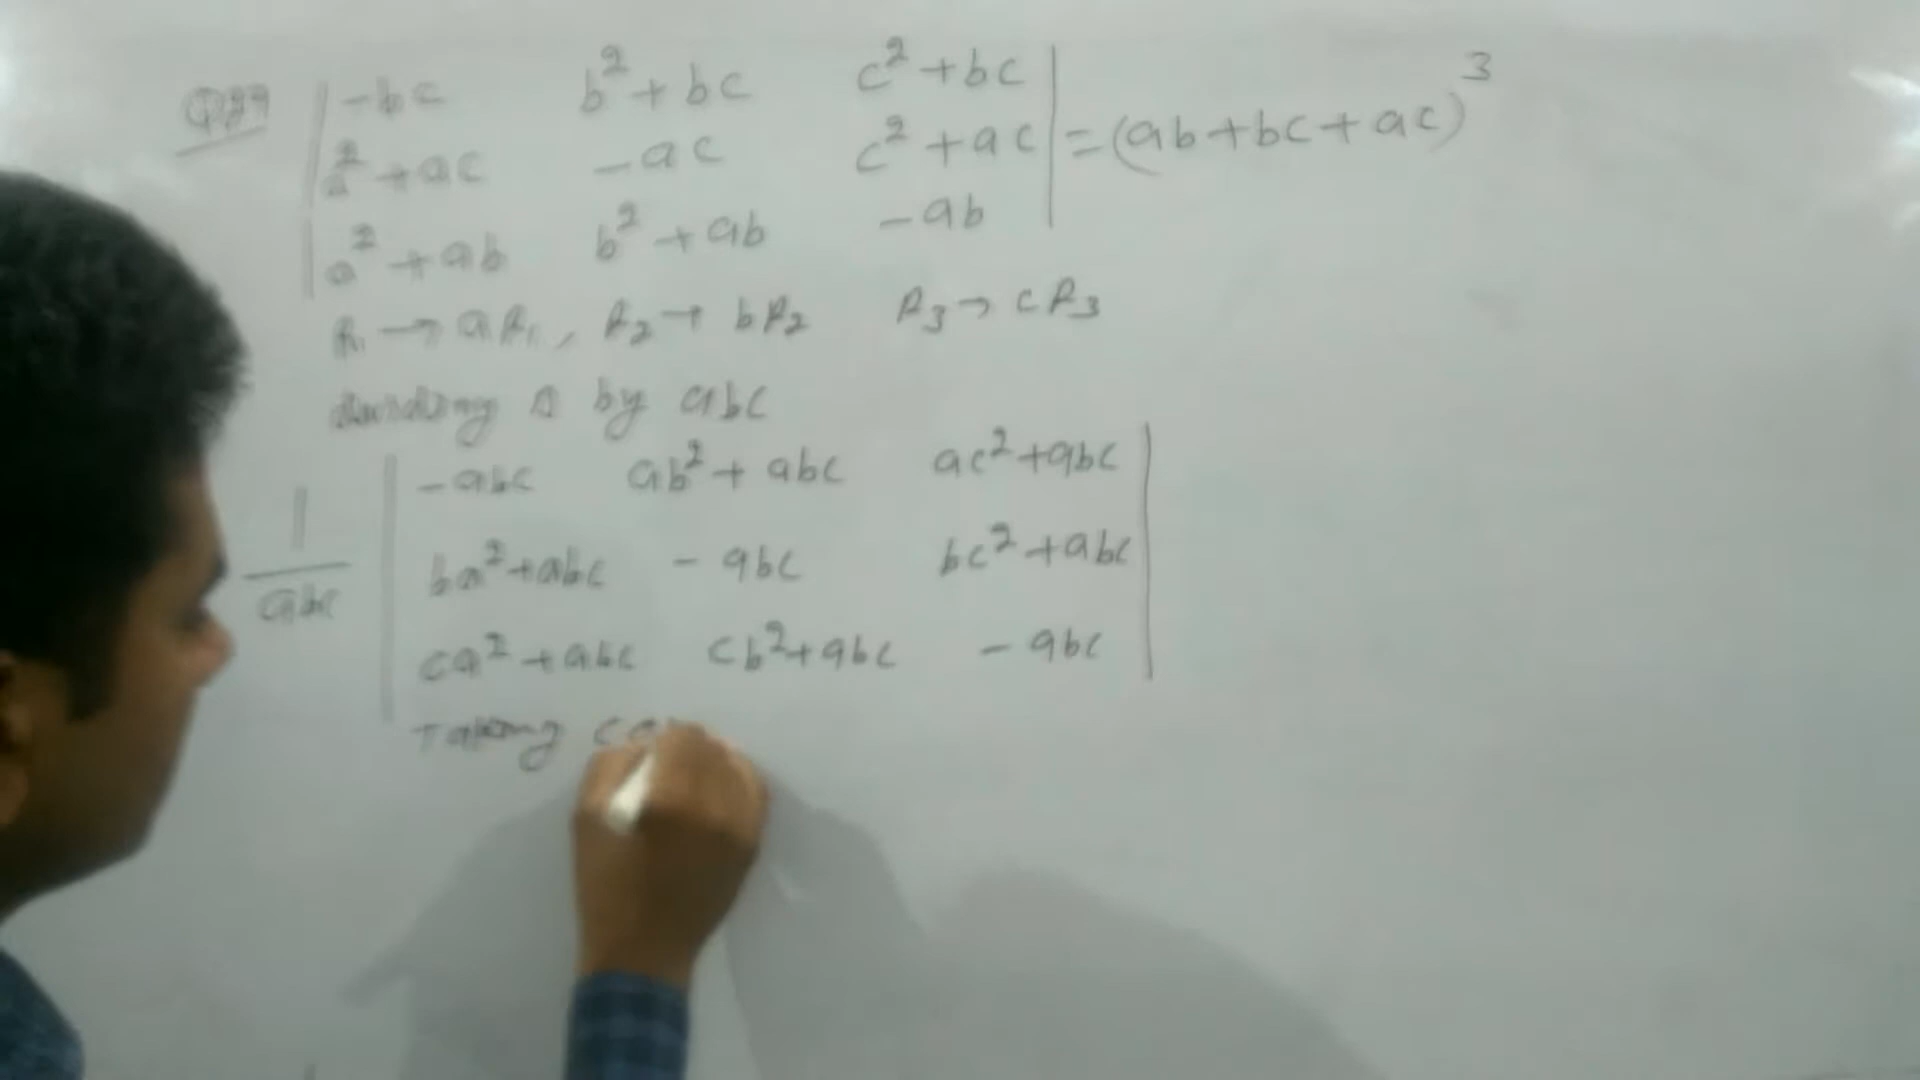 -bc b²+bc c²+bc
a²+ac -ac c²+ac =(ab+bc+ac)³
a²+ab b²+ab -ab
R₁→aR₁, R₂→bR₂ R₃→cR₃
dividing Δ by abc
-abc ab²+abc ac²+abc
1/abc ba²+abc -abc bc²+abc
ca²+abc cb²+abc -abc
Taking